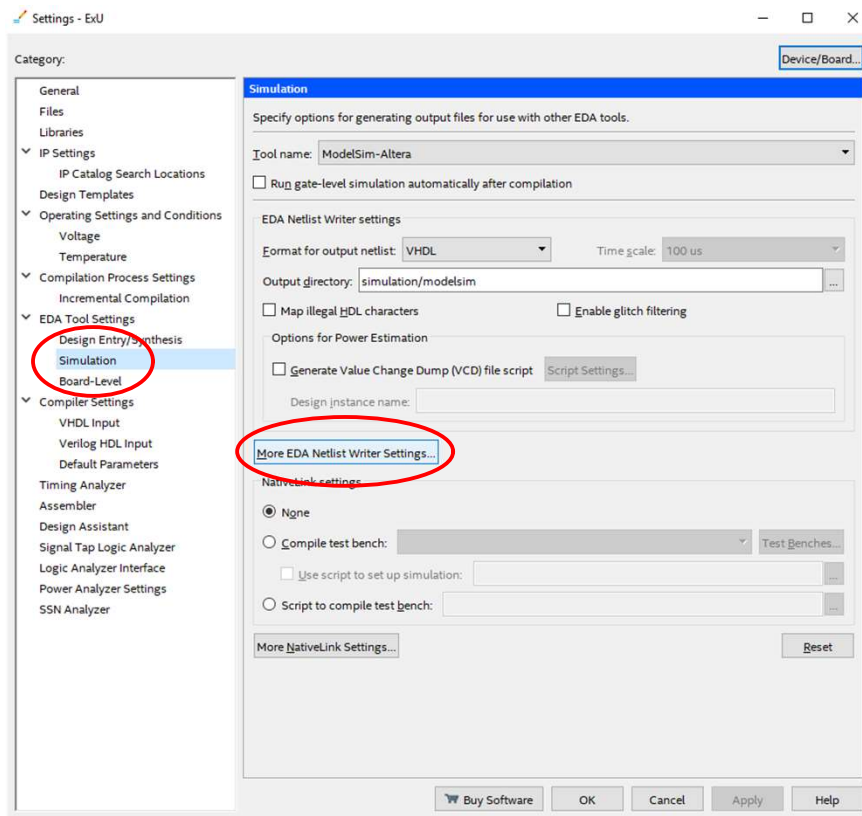 Settings - ExU
Category:
Device/Board...
General
Files
Libraries
IP Settings
IP Catalog Search Locations
Design Templates
Operating Settings and Conditions
Voltage
Temperature
Compilation Process Settings
Incremental Compilation
EDA Tool Settings
Design Entry/Synthesis
Simulation
Board-Level
Compiler Settings
VHDL Input
Verilog HDL Input
Default Parameters
Timing Analyzer
Assembler
Design Assistant
Signal Tap Logic Analyzer
Logic Analyzer Interface
Power Analyzer Settings
SSN Analyzer
Simulation
Specify options for generating output files for use with other EDA tools.
Tool name: ModelSim-Altera
Run gate-level simulation automatically after compilation
EDA Netlist Writer settings
Format for output netlist: VHDL Time scale: 100 us
Output directory: simulation/modelsim ...
Map illegal HDL characters Enable glitch filtering
Options for Power Estimation
Generate Value Change Dump (VCD) file script Script Settings...
Design instance name:
More EDA Netlist Writer Settings...
NativeLink settings
None
Compile test bench: Test Benches...
Use script to set up simulation: ...
Script to compile test bench: ...
More NativeLink Settings... Reset
Buy Software OK Cancel Apply Help